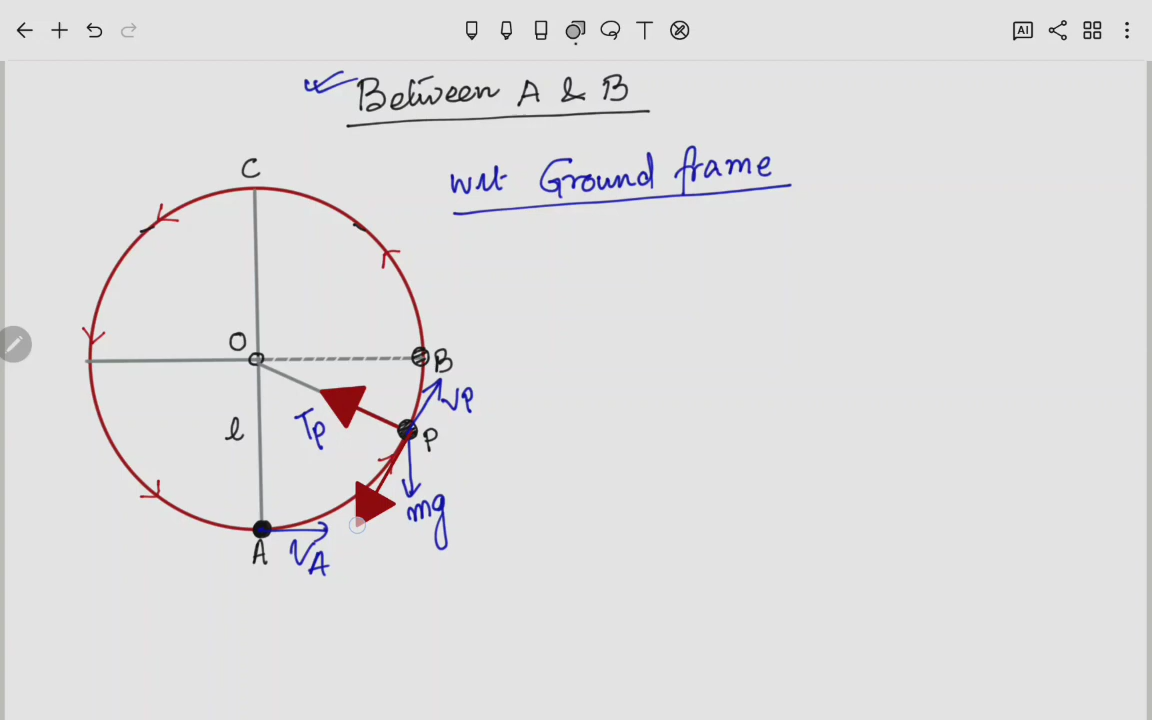 Between A & B
wrt Ground frame
C
O
B
VP
TP
P
l
mg
A
VA